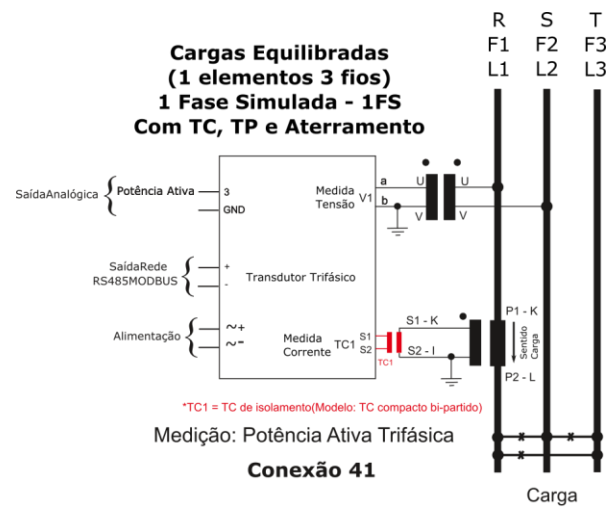 R S T
F1 F2 F3
L1 L2 L3
Cargas Equilibradas
(1 elementos 3 fios)
1 Fase Simulada - 1FS
Com TC, TP e Aterramento
SaídaAnalógica
Potência Ativa
3
GND
Medida
Tensão
V1
a
b
U U
V V
SaídaRede
RS485MODBUS
+
-
Transdutor Trifásico
Alimentação
~+
~-
Medida
Corrente
TC1
S1
S2
TC1
S1 - K
S2 - I
P1 - K
Sentido
Carga
P2 - L
*TC1 = TC de isolamento(Modelo: TC compacto bi-partido)
Medição: Potência Ativa Trifásica
Conexão 41
Carga